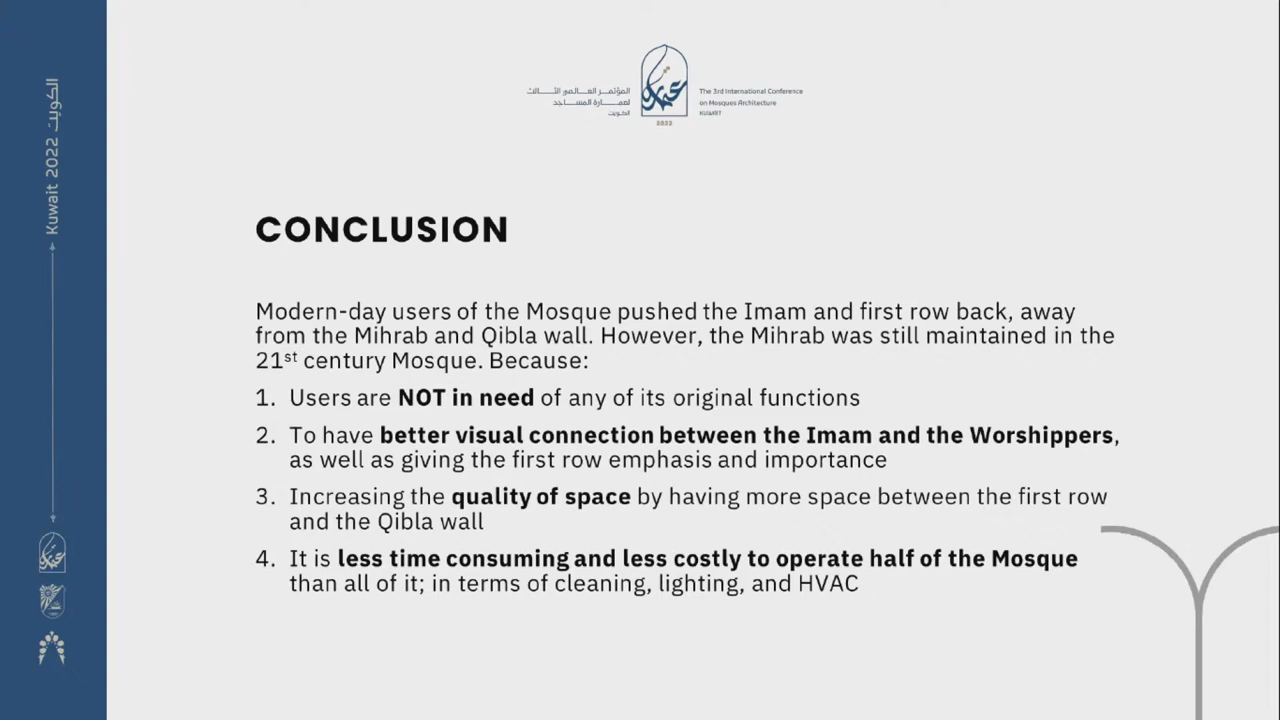 الكويت Kuwait 2022
المؤتمر العالمي الثالث
لعمارة المساجد
الكويت
The 3rd International Conference
on Mosques Architecture
KUWAIT
2022
CONCLUSION
Modern-day users of the Mosque pushed the Imam and first row back, away
from the Mihrab and Qibla wall. However, the Mihrab was still maintained in the
21st century Mosque. Because:
1. Users are NOT in need of any of its original functions
2. To have better visual connection between the Imam and the Worshippers,
as well as giving the first row emphasis and importance
3. Increasing the quality of space by having more space between the first row
and the Qibla wall
4. It is less time consuming and less costly to operate half of the Mosque
than all of it; in terms of cleaning, lighting, and HVAC